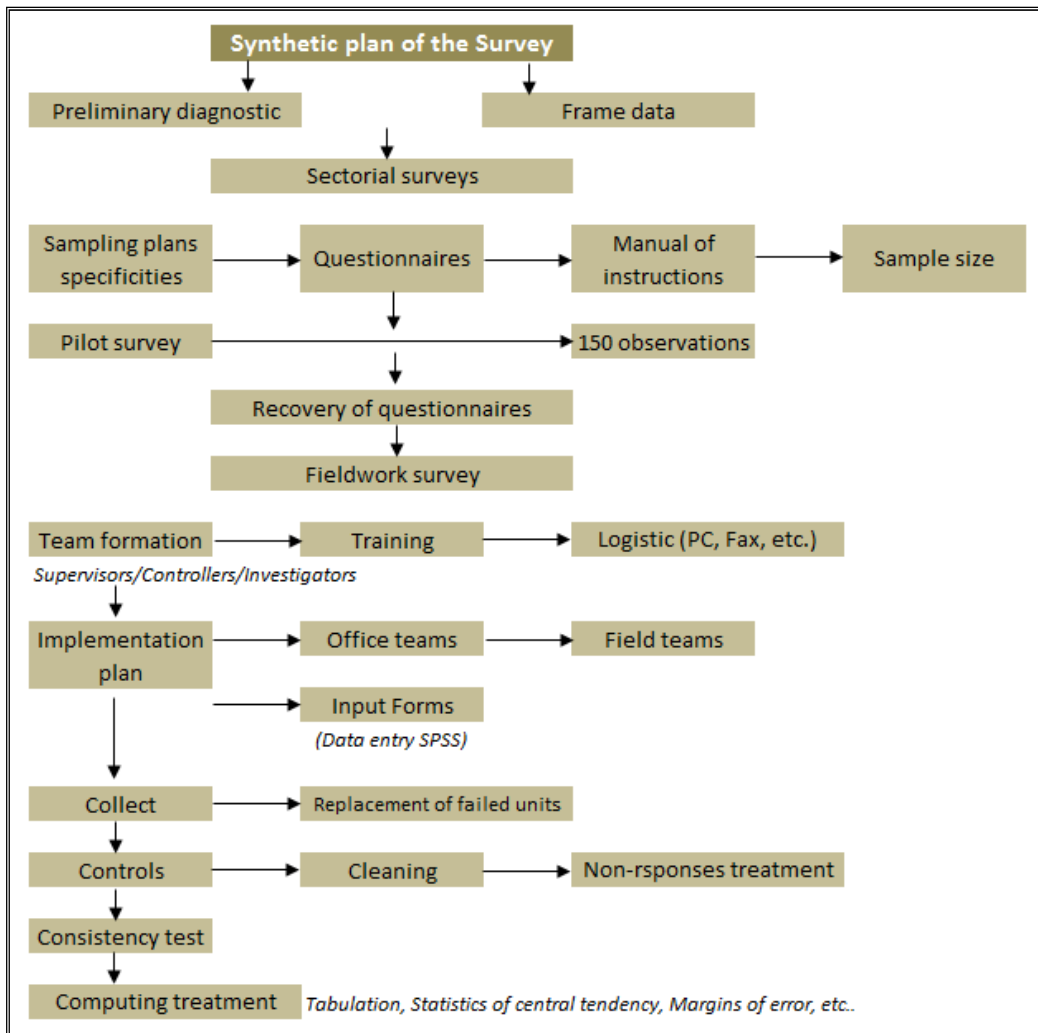 Synthetic plan of the Survey
Preliminary diagnostic
Frame data
Sectorial surveys
Sampling plans
specificities
Questionnaires
Manual of
instructions
Sample size
Pilot survey
150 observations
Recovery of questionnaires
Fieldwork survey
Team formation
Training
Logistic (PC, Fax, etc.)
Supervisors/Controllers/Investigators
Implementation
plan
Office teams
Field teams
Input Forms
(Data entry SPSS)
Collect
Replacement of failed units
Controls
Cleaning
Non-rsponses treatment
Consistency test
Computing treatment
Tabulation, Statistics of central tendency, Margins of error, etc..